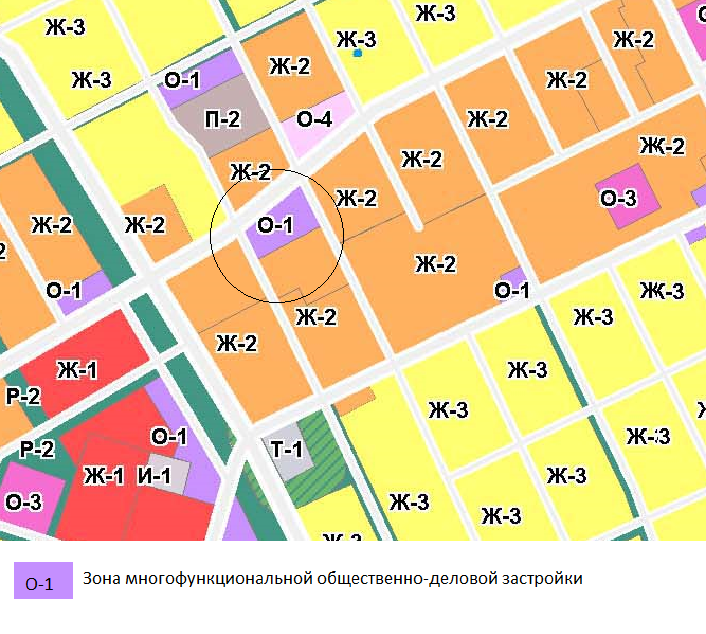 Ж-3
Ж-3
Ж-3
Ж-3
О-1
Ж-2
Ж-2
Ж-2
П-2
О-4
Ж-2
Ж-2
Ж-2
Ж-2
Ж-2
О-3
Ж-2
Ж-2
О-1
Ж-2
О-1
О-1
Ж-3
Ж-2
Ж-3
Ж-2
Ж-1
Ж-3
Р-2
Ж-3
О-1
Ж-3
Р-2
Т-1
Ж-1
И-1
Ж-3
О-3
Ж-3
Ж-3
О-1 Зона многофункциональной общественно-деловой застройки